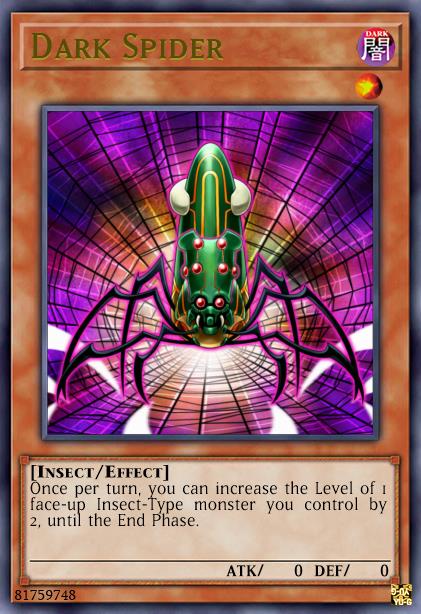 Dark Spider
DARK
闇
[Insect/Effect]
Once per turn, you can increase the Level of 1
face-up Insect-Type monster you control by
2, until the End Phase.
ATK/ 0 DEF/ 0
81759748